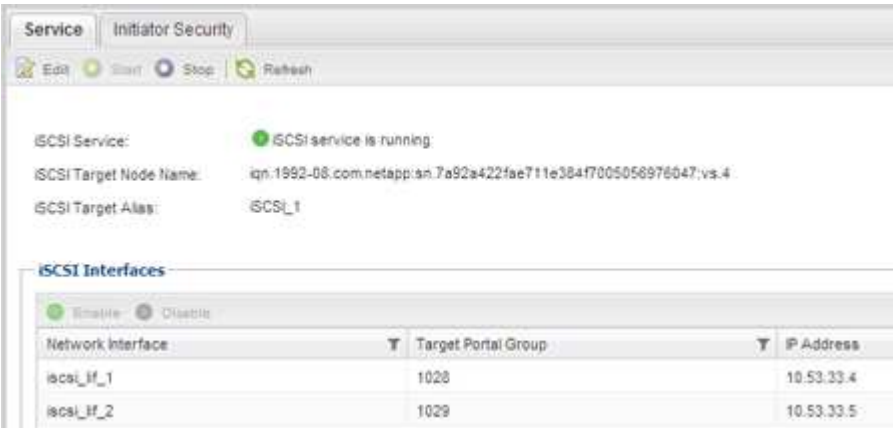 Service Initiator Security
Edit Start Stop Refresh
iSCSI Service: iSCSI service is running
iSCSI Target Node Name: iqn.1992-08.com.netapp:sn.7a92a422fae711e384f7005056976047:vs.4
iSCSI Target Alias: iSCSI_1
iSCSI Interfaces
Enable Disable
Network Interface Target Portal Group IP Address
iscsi_lif_1 1028 10.53.33.4
iscsi_lif_2 1029 10.53.33.5